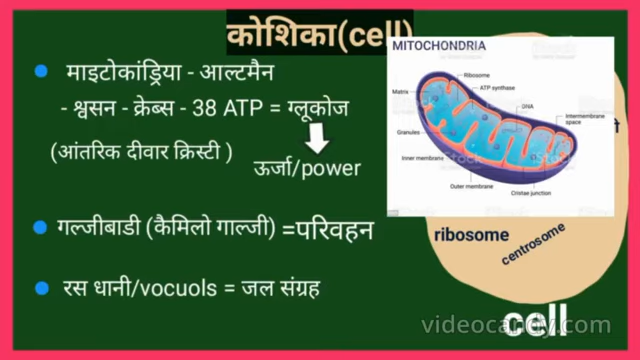 कोशिका(cell)
माइटोकांड्रिया - आल्टमैन
- श्वसन - क्रेब्स - 38 ATP = ग्लूकोज
(आंतरिक दीवार क्रिस्टी )
ऊर्जा/power
गल्जीबाडी (कैमिलो गाल्जी) =परिवहन
रस धानी/vocuols = जल संग्रह
MITOCHONDRIA
Ribosome
ATP synthase
Matrix
DNA
Intermembrane
space
Granules
Inner membrane
Outer membrane
Cristae junction
ribosome
centrosome
cell
videocandy.com